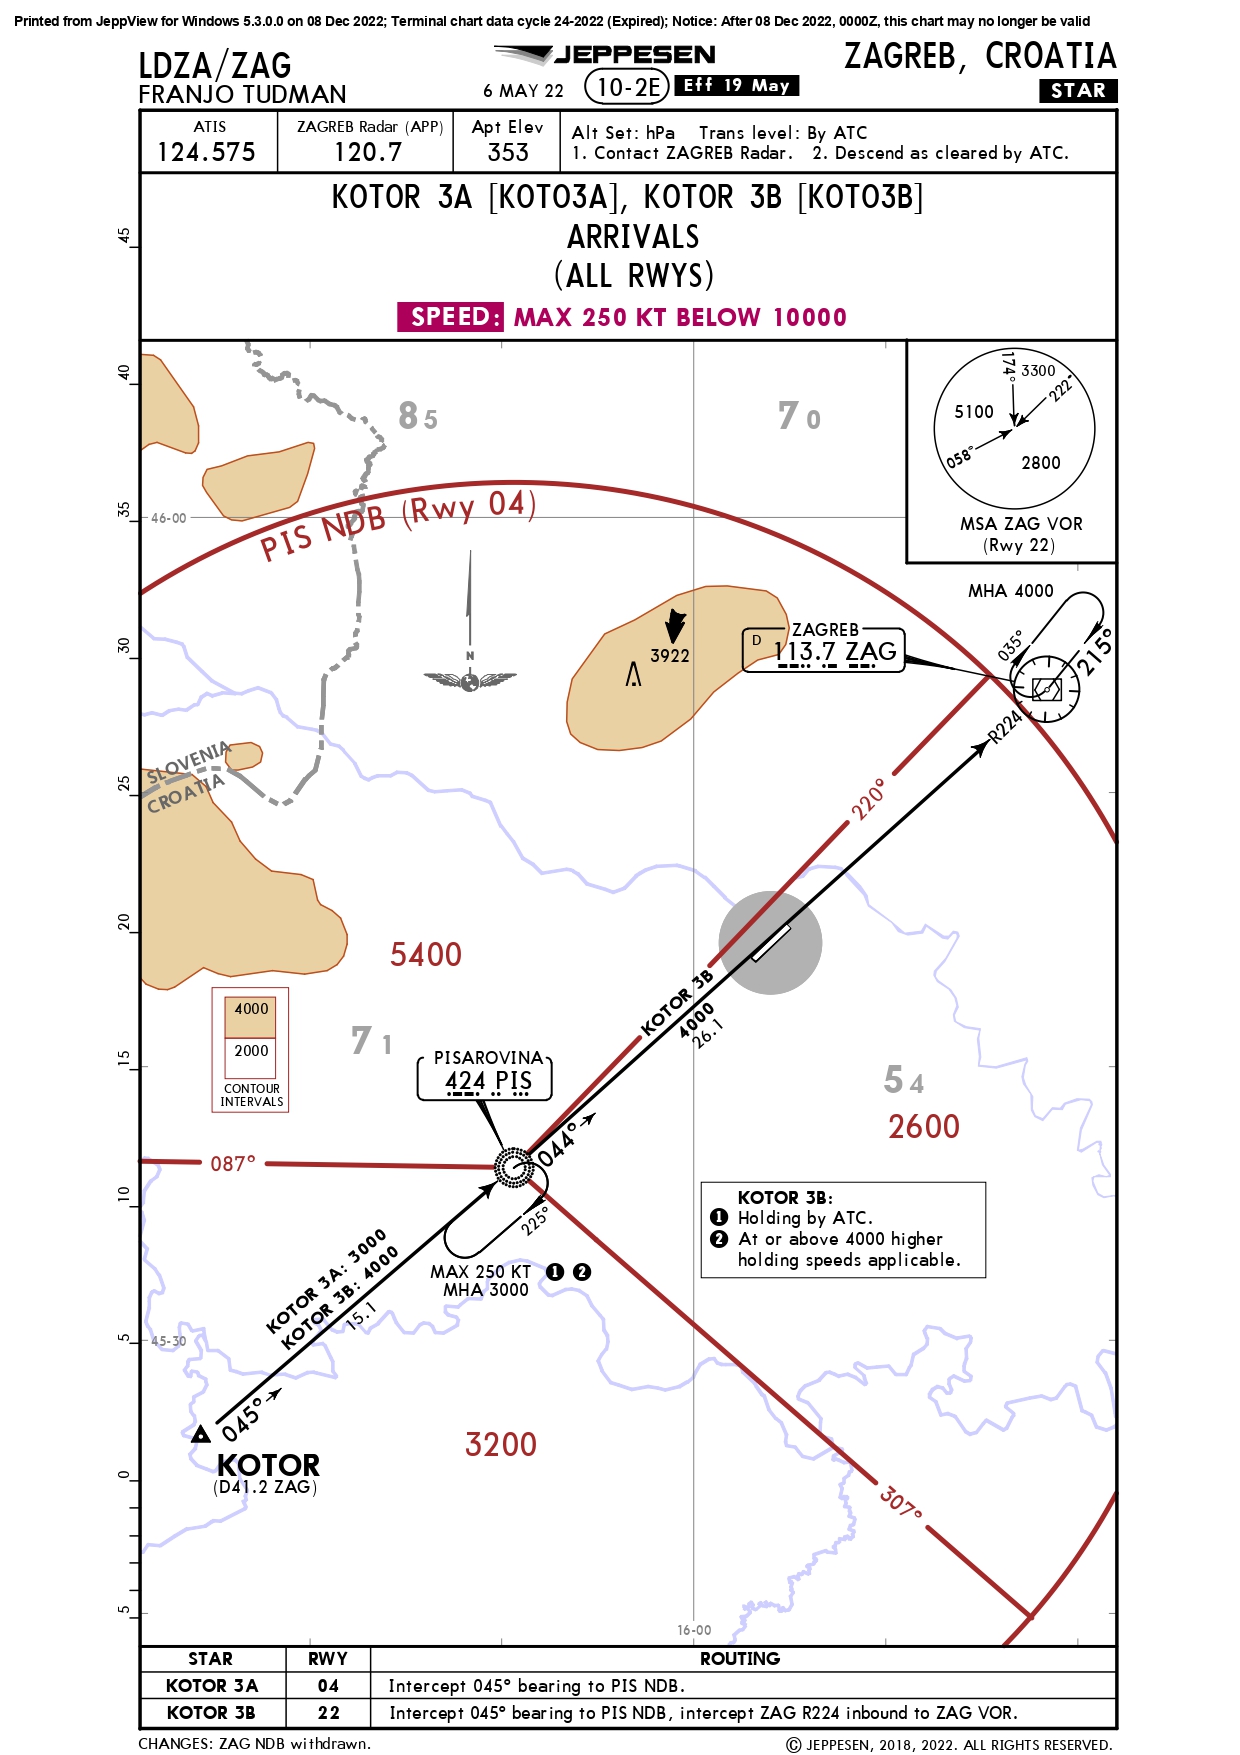 Printed from JeppView for Windows 5.3.0.0 on 08 Dec 2022; Terminal chart data cycle 24-2022 (Expired); Notice: After 08 Dec 2022, 0000Z, this chart may no longer be valid
LDZA/ZAG
FRANJO TUDMAN
JEPPESEN
6 MAY 22
10-2E
Eff 19 May
ZAGREB, CROATIA
STAR
ATIS
124.575
ZAGREB Radar (APP)
120.7
Apt Elev
353
Alt Set: hPa Trans level: By ATC
1. Contact ZAGREB Radar. 2. Descend as cleared by ATC.
KOTOR 3A [KOTO3A], KOTOR 3B [KOTO3B]
ARRIVALS
(ALL RWYS)
SPEED: MAX 250 KT BELOW 10000
45
40
35
30
25
20
15
10
5
0
5
85
70
174°
3300
222°
5100
058°
2800
MSA ZAG VOR
(Rwy 22)
46-00
PIS NDB (Rwy 04)
N
3922
MHA 4000
035°
215°
ZAGREB
D 113.7 ZAG
R224
SLOVENIA
CROATIA
220°
5400
4000
2000
CONTOUR
INTERVALS
71
KOTOR 3B
4000
26.1
PISAROVINA
424 PIS
54
2600
044°
087°
225°
KOTOR 3B:
1 Holding by ATC.
2 At or above 4000 higher
holding speeds applicable.
MAX 250 KT 1 2
MHA 3000
KOTOR 3A: 3000
KOTOR 3B: 4000
15.1
45-30
045°
KOTOR
(D41.2 ZAG)
3200
307°
16-00
STAR RWY ROUTING
KOTOR 3A 04 Intercept 045° bearing to PIS NDB.
KOTOR 3B 22 Intercept 045° bearing to PIS NDB, intercept ZAG R224 inbound to ZAG VOR.
CHANGES: ZAG NDB withdrawn.
© JEPPESEN, 2018, 2022. ALL RIGHTS RESERVED.